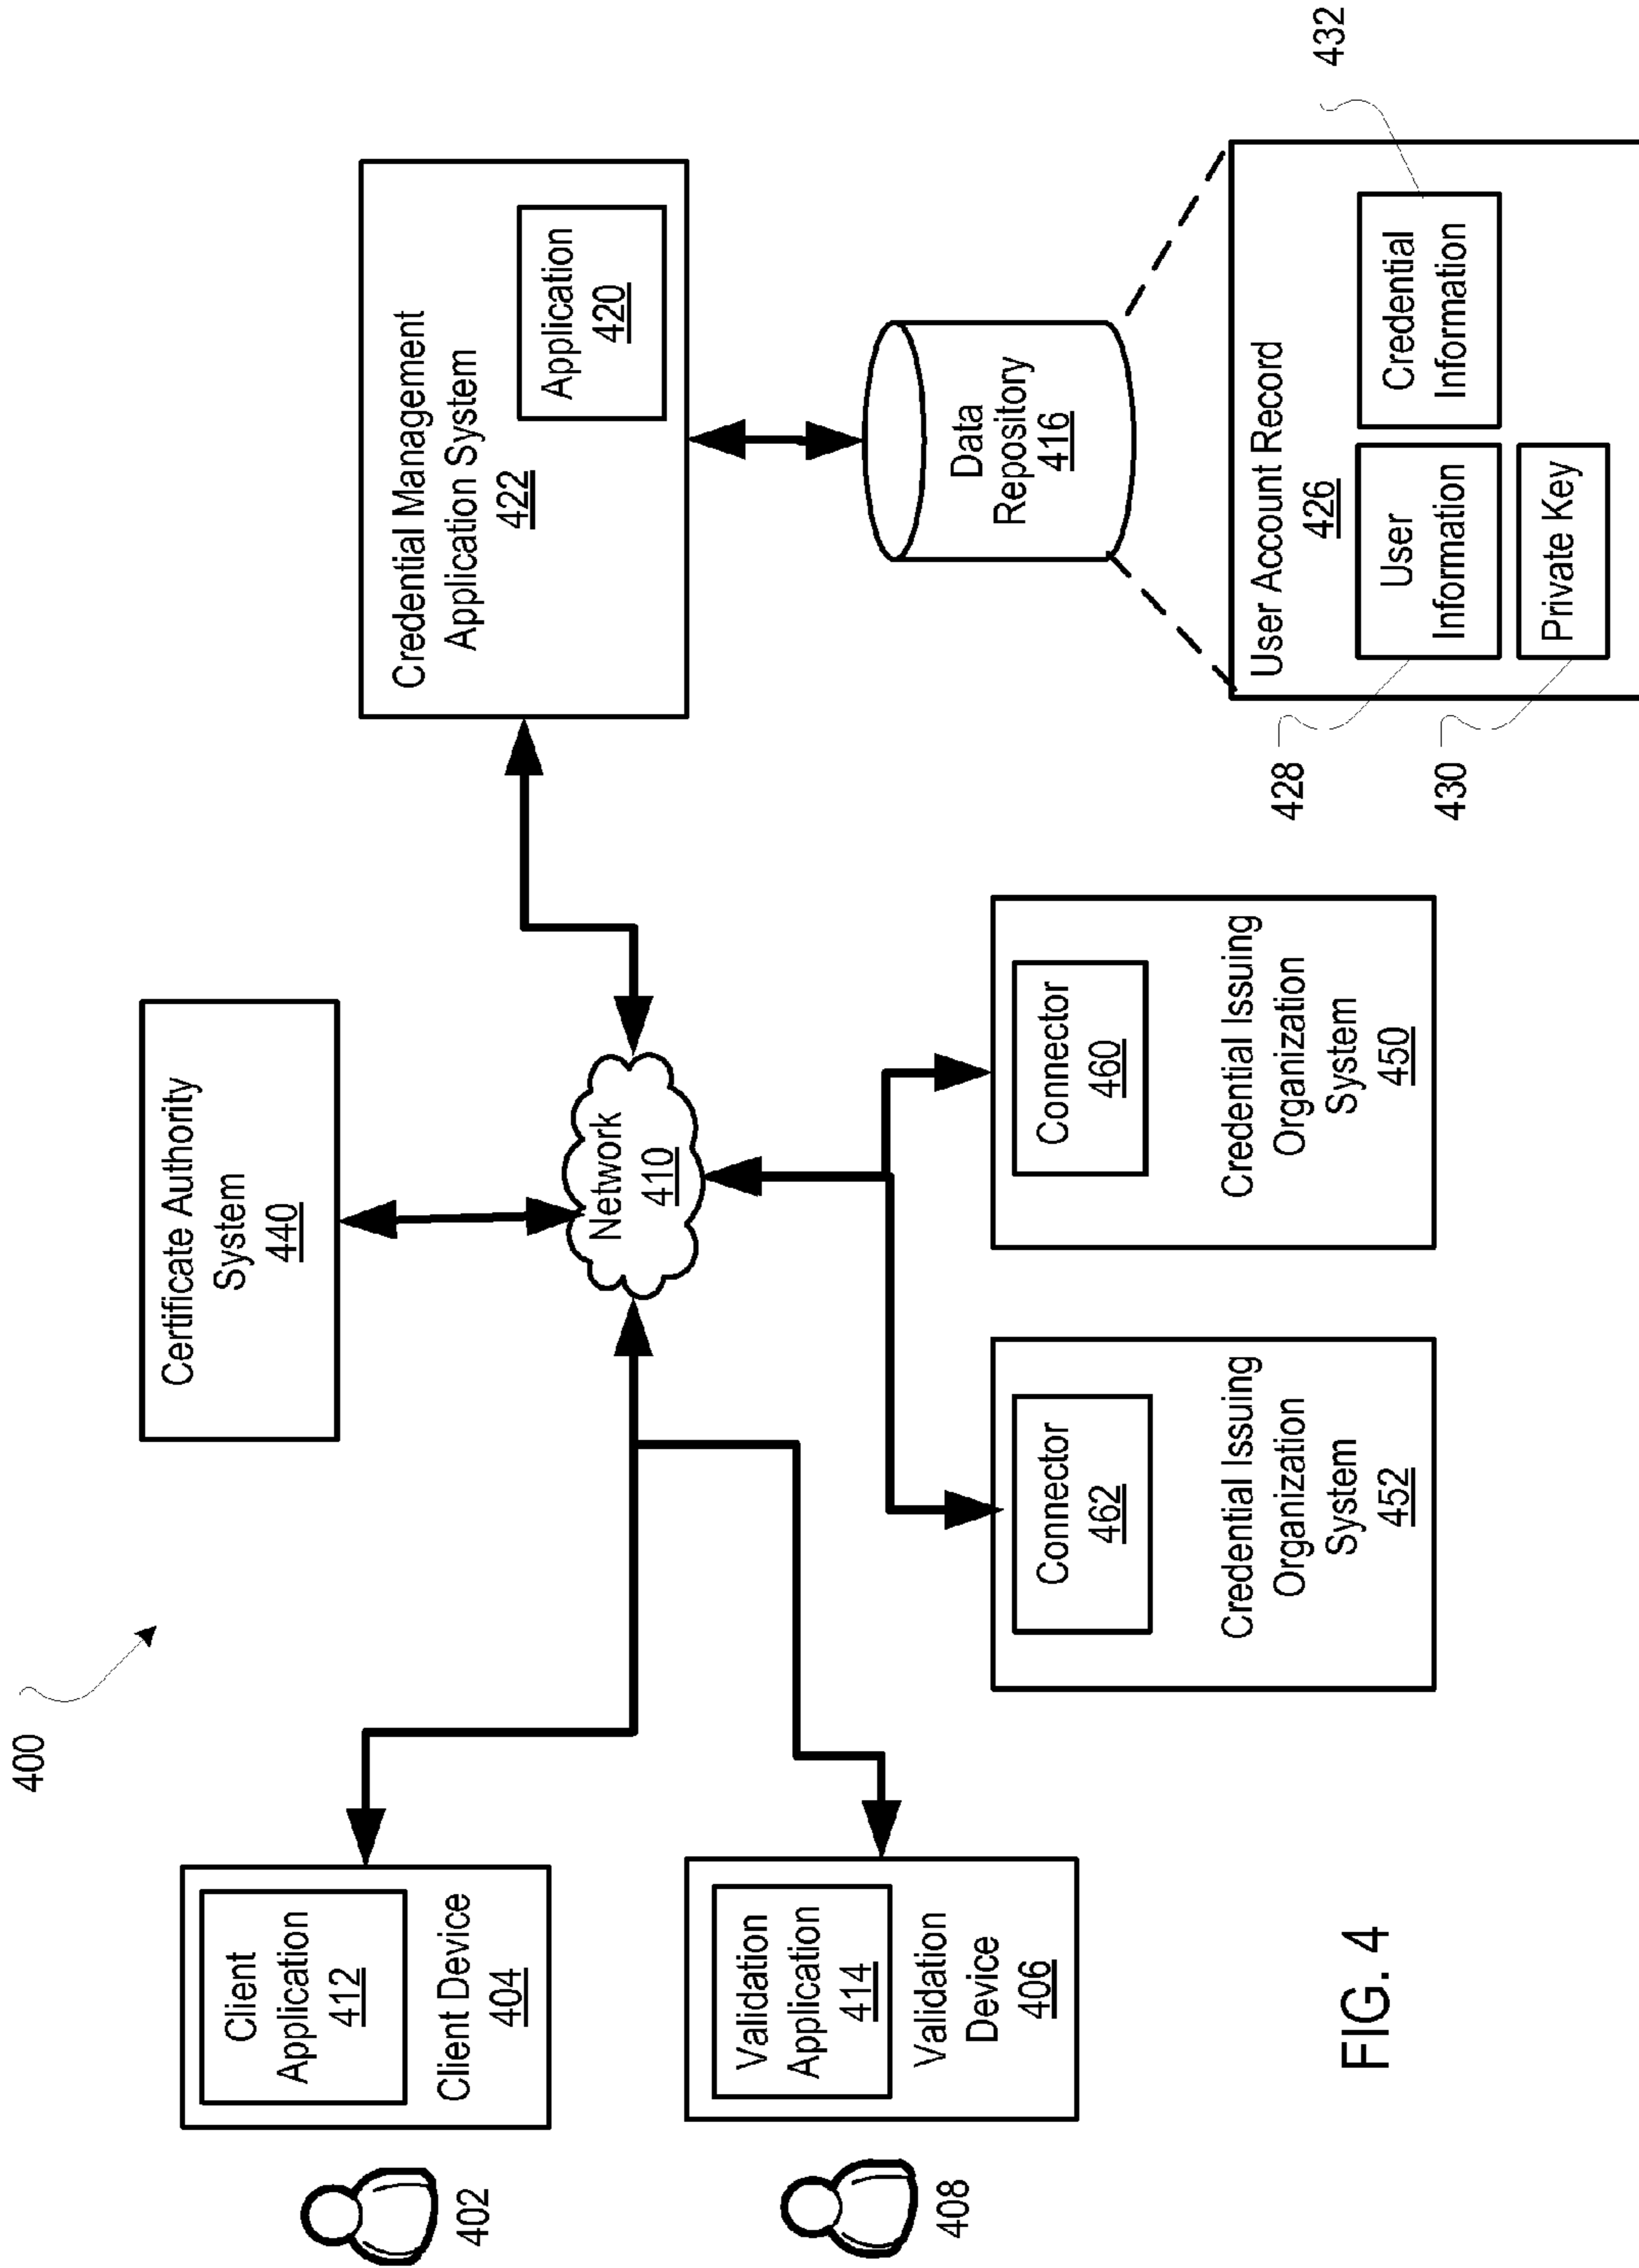 400
Certificate Authority
System
440
Credential Management
Application System
422
Application
420
Client
Application
412
Client Device
404
402
Network
410
Validation
Application
414
Validation
Device
406
408
Data
Repository
416
Connector
462
Credential Issuing
Organization
System
452
Connector
460
Credential Issuing
Organization
System
450
User Account Record
426
User
Information
Credential
Information
Private Key
428
430
432
FIG. 4